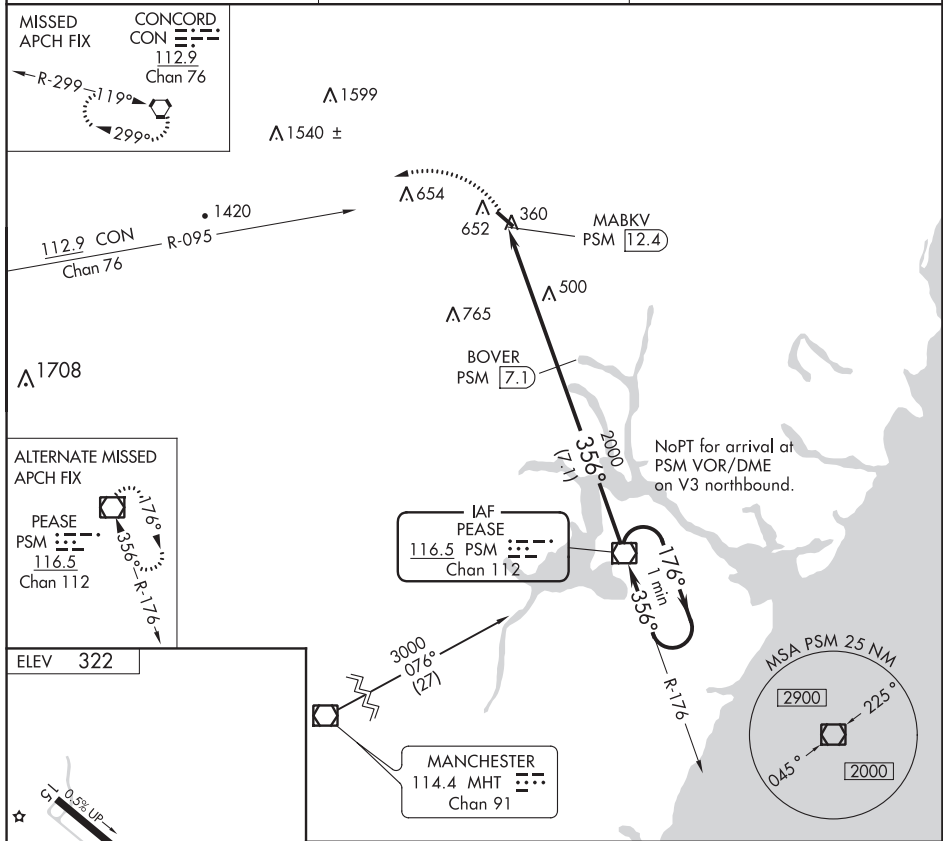 MISSED
APCH FIX
CONCORD
CON
112.9
Chan 76
R-299
119°
299°
1599
1540 ±
654
652
360
MABKV
PSM 12.4
1420
112.9 CON
Chan 76
R-095
500
765
BOVER
PSM 7.1
1708
2000
356°
(7.1)
NoPT for arrival at
PSM VOR/DME
on V3 northbound.
ALTERNATE MISSED
APCH FIX
PEASE
PSM
116.5
Chan 112
176°
356°
R-176
IAF
PEASE
116.5 PSM
Chan 112
176°
1 min
356°
R-176
3000
076°
(27)
MANCHESTER
114.4 MHT
Chan 91
MSA PSM 25 NM
2900
225°
045°
2000
ELEV 322
15
0.5% UP